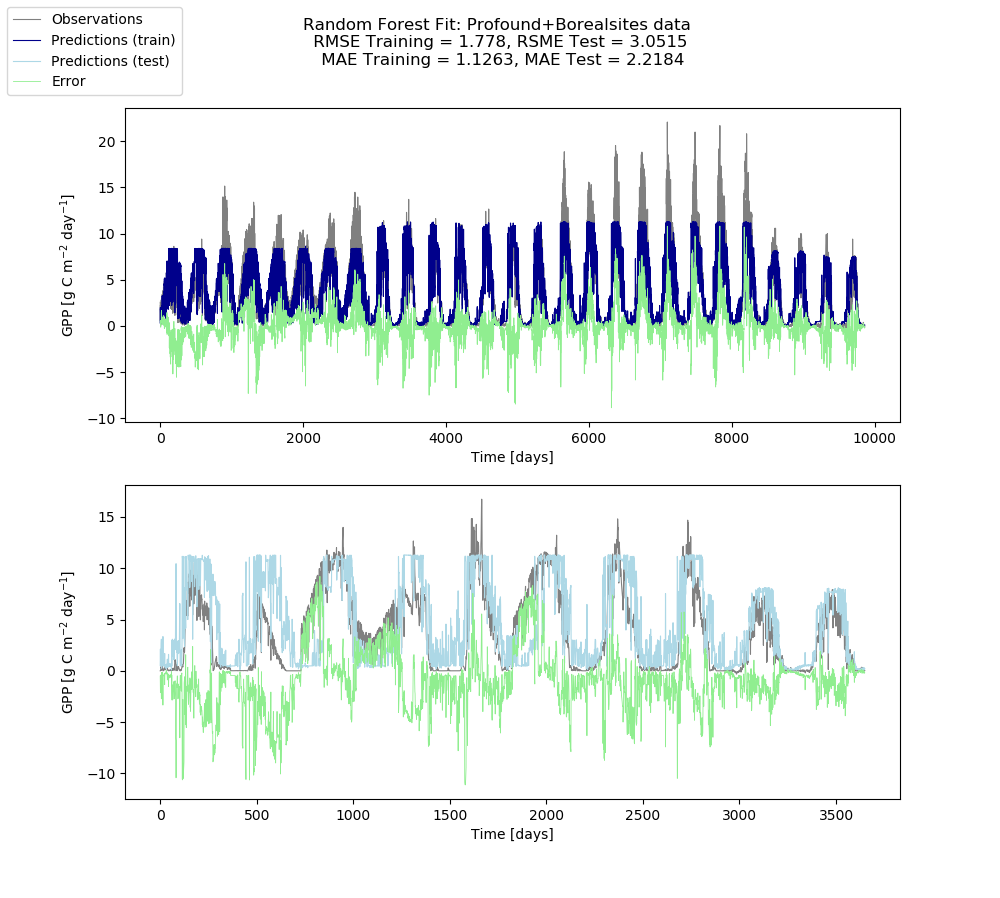 Observations
Predictions (train)
Predictions (test)
Error
Random Forest Fit: Profound+Borealsites data
RMSE Training = 1.778, RSME Test = 3.0515
MAE Training = 1.1263, MAE Test = 2.2184
GPP [g C m⁻² day⁻¹]
20
15
10
5
0
−5
−10
0 2000 4000 6000 8000 10000
Time [days]
GPP [g C m⁻² day⁻¹]
15
10
5
0
−5
−10
0 500 1000 1500 2000 2500 3000 3500
Time [days]